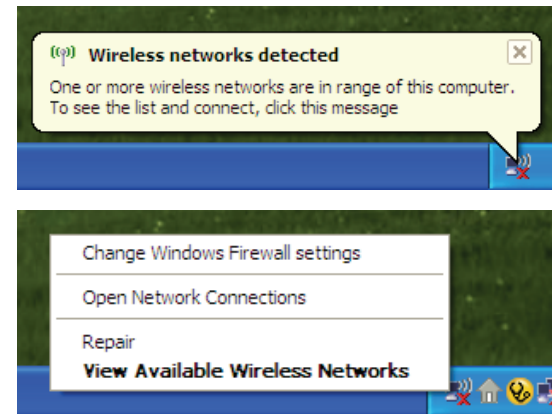 Wireless networks detected
One or more wireless networks are in range of this computer.
To see the list and connect, click this message
Change Windows Firewall settings
Open Network Connections
Repair
View Available Wireless Networks